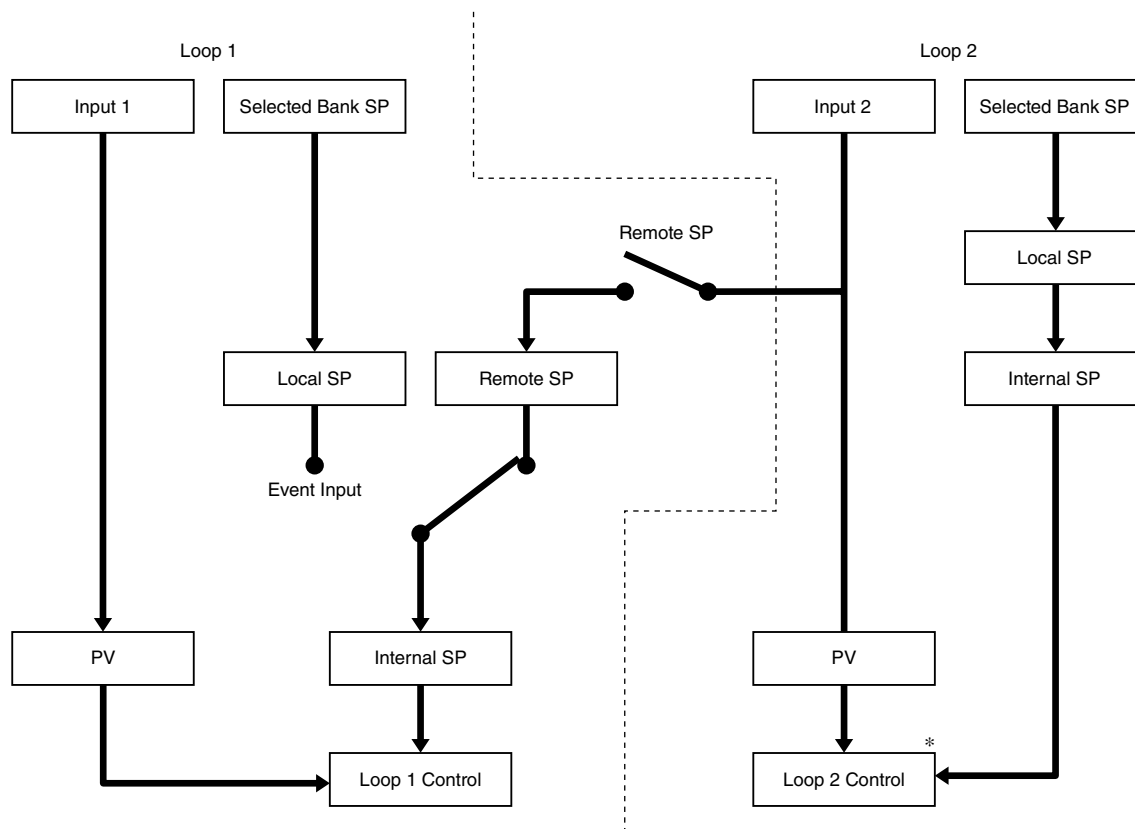 Loop 1
Loop 2
Input 1
Selected Bank SP
Input 2
Selected Bank SP
Remote SP
Local SP
Local SP
Remote SP
Internal SP
Event Input
PV
Internal SP
PV
*
Loop 1 Control
Loop 2 Control